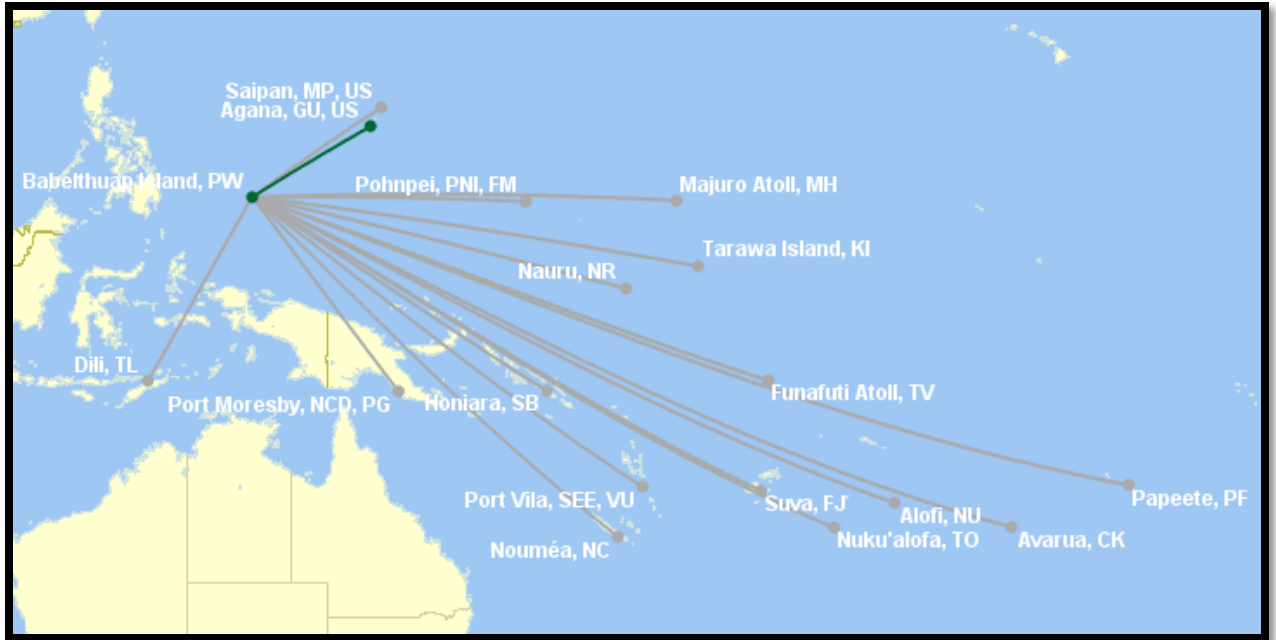 Saipan, MP, US
Agana, GU, US
Babelthuap Island, PW
Pohnpei, PNI, FM
Majuro Atoll, MH
Tarawa Island, KI
Nauru, NR
Dili, TL
Port Moresby, NCD, PG
Honiara, SB
Funafuti Atoll, TV
Port Vila, SEE, VU
Suva, FJ
Alofi, NU
Papeete, PF
Nouméa, NC
Nuku'alofa, TO
Avarua, CK